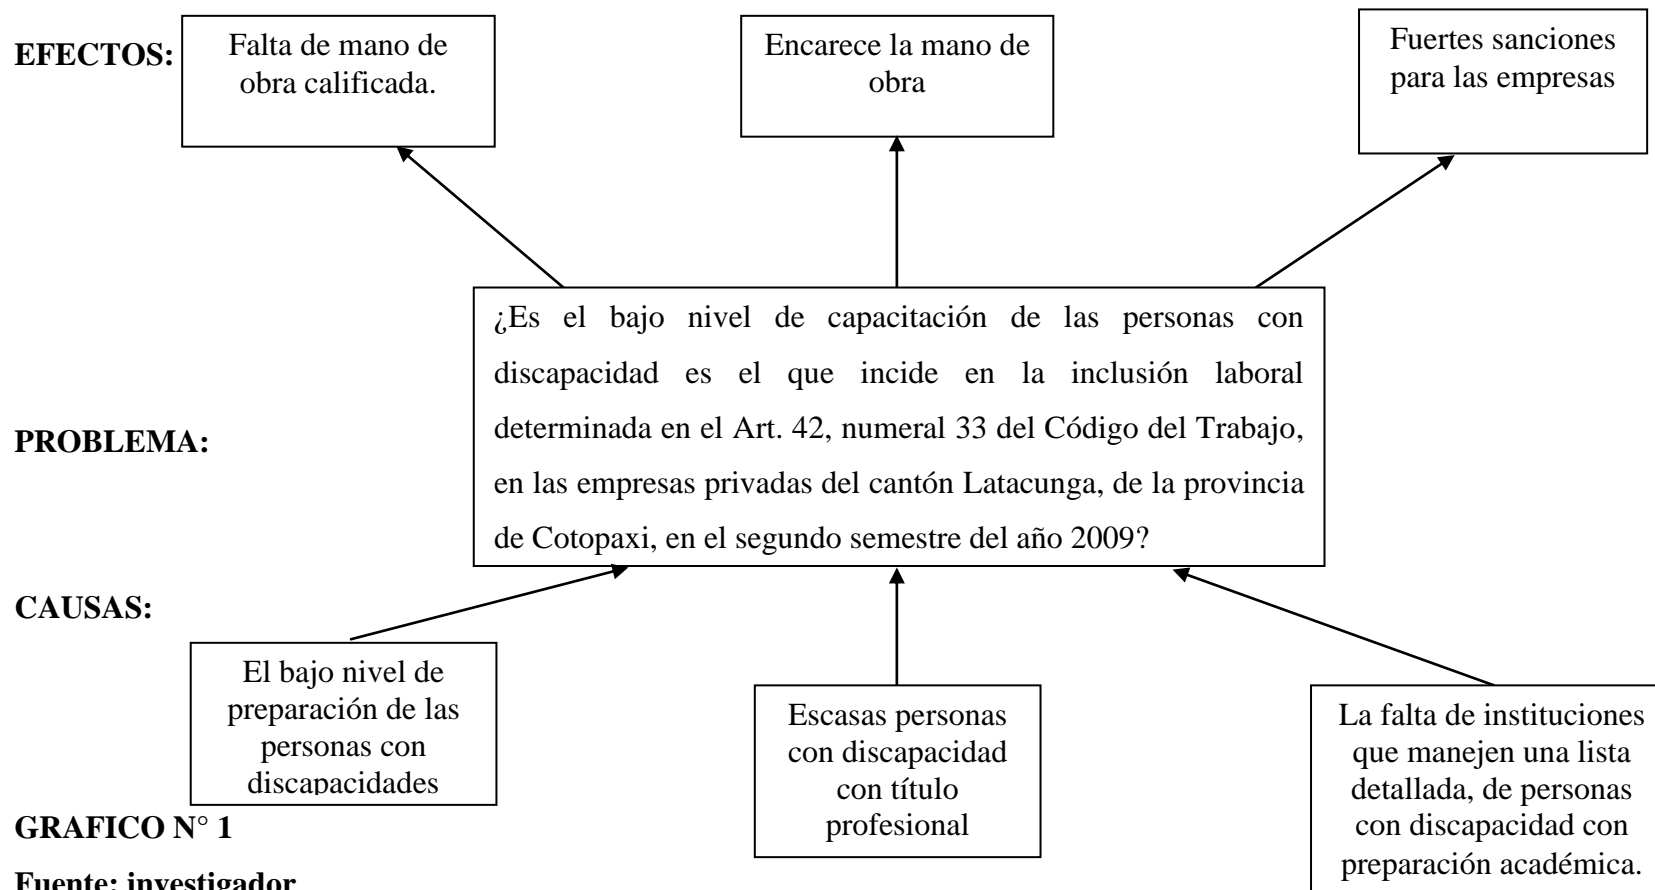 EFECTOS:
Falta de mano de
obra calificada.
Encarece la mano de
obra
Fuertes sanciones
para las empresas
¿Es el bajo nivel de capacitación de las personas con
discapacidad es el que incide en la inclusión laboral
determinada en el Art. 42, numeral 33 del Código del Trabajo,
en las empresas privadas del cantón Latacunga, de la provincia
de Cotopaxi, en el segundo semestre del año 2009?
PROBLEMA:
CAUSAS:
El bajo nivel de
preparación de las
personas con
discapacidades
Escasas personas
con discapacidad
con título
profesional
La falta de instituciones
que manejen una lista
detallada, de personas
con discapacidad con
preparación académica.
GRAFICO N° 1
Fuente: investigador